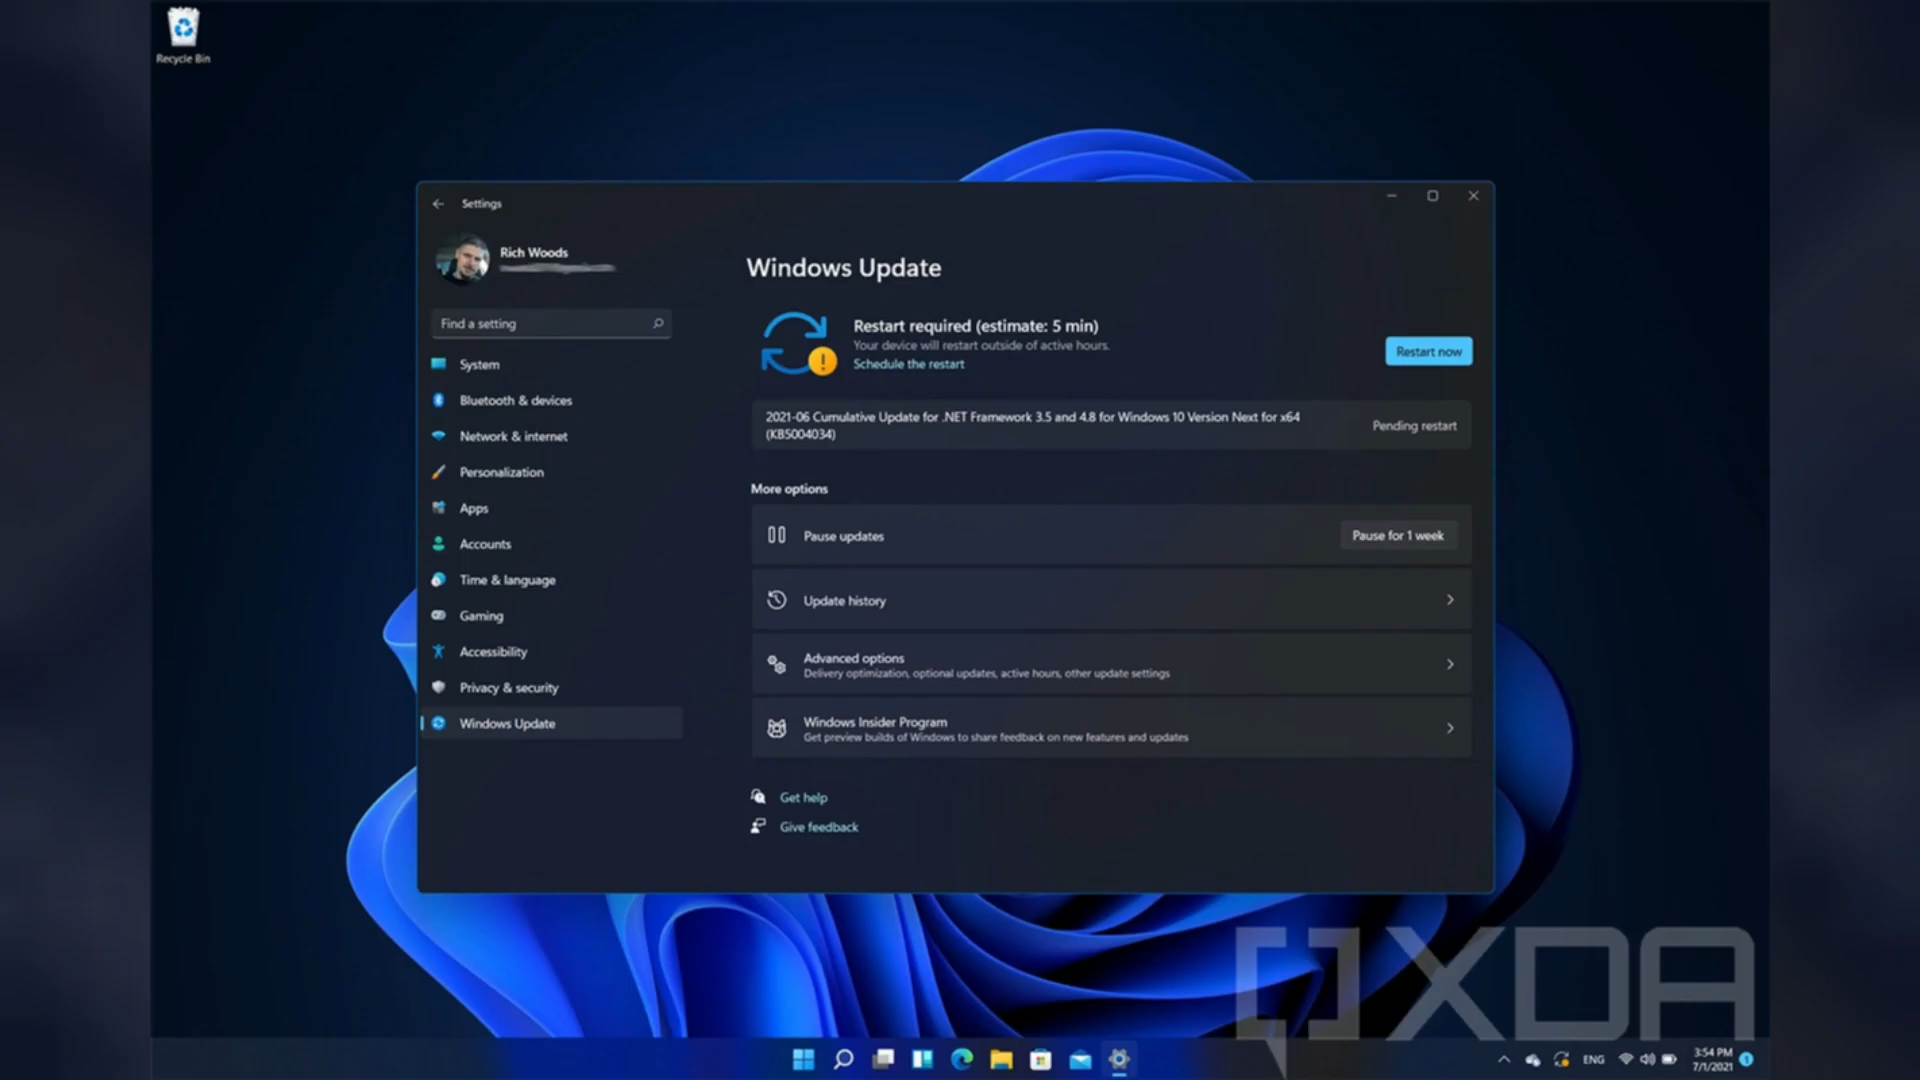 Recycle Bin
Settings
Rich Woods
Find a setting
System
Bluetooth & devices
Network & internet
Personalization
Apps
Accounts
Time & language
Gaming
Accessibility
Privacy & security
Windows Update
Windows Update
Restart required (estimate: 5 min)
Your device will restart outside of active hours.
Schedule the restart
Restart now
2021-06 Cumulative Update for .NET Framework 3.5 and 4.8 for Windows 10 Version Next for x64
(KB5004034)
Pending restart
More options
Pause updates
Pause for 1 week
Update history
Advanced options
Delivery optimization, optional updates, active hours, other update settings
Windows Insider Program
Get preview builds of Windows to share feedback on new features and updates
Get help
Give feedback
XDA
ENG
3:54 PM
7/1/2021
1